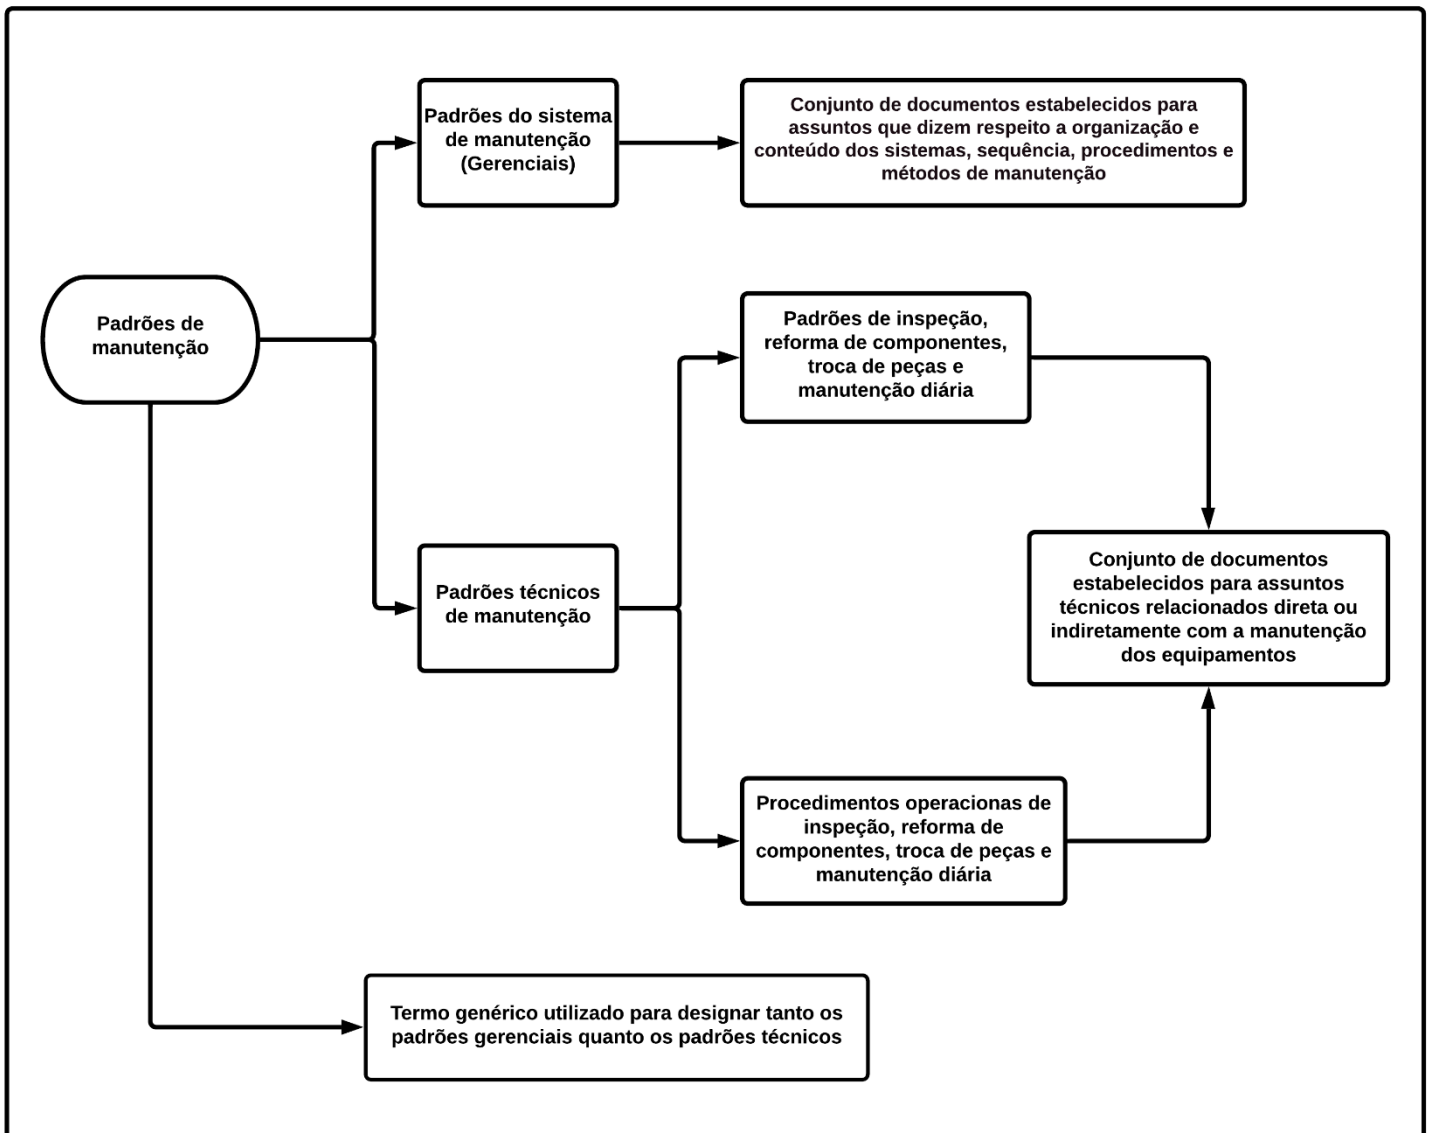 Padrões do sistema
de manutenção
(Gerenciais)
Conjunto de documentos estabelecidos para
assuntos que dizem respeito a organização e
conteúdo dos sistemas, sequência, procedimentos e
métodos de manutenção
Padrões de
manutenção
Padrões de inspeção,
reforma de componentes,
troca de peças e
manutenção diária
Padrões técnicos
de manutenção
Conjunto de documentos
estabelecidos para assuntos
técnicos relacionados direta ou
indiretamente com a manutenção
dos equipamentos
Procedimentos operacionas de
inspeção, reforma de
componentes, troca de peças e
manutenção diária
Termo genérico utilizado para designar tanto os
padrões gerenciais quanto os padrões técnicos